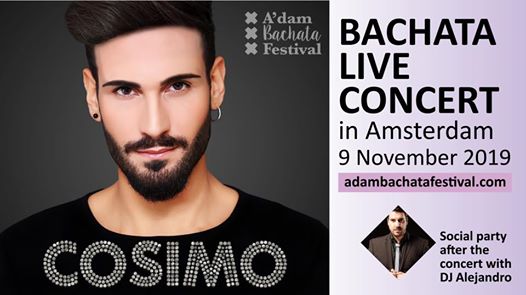 A'dam
Bachata
Festival
COSIMO
BACHATA
LIVE
CONCERT
in Amsterdam
9 November 2019
adambachatafestival.com
Social party
after the
concert with
DJ Alejandro